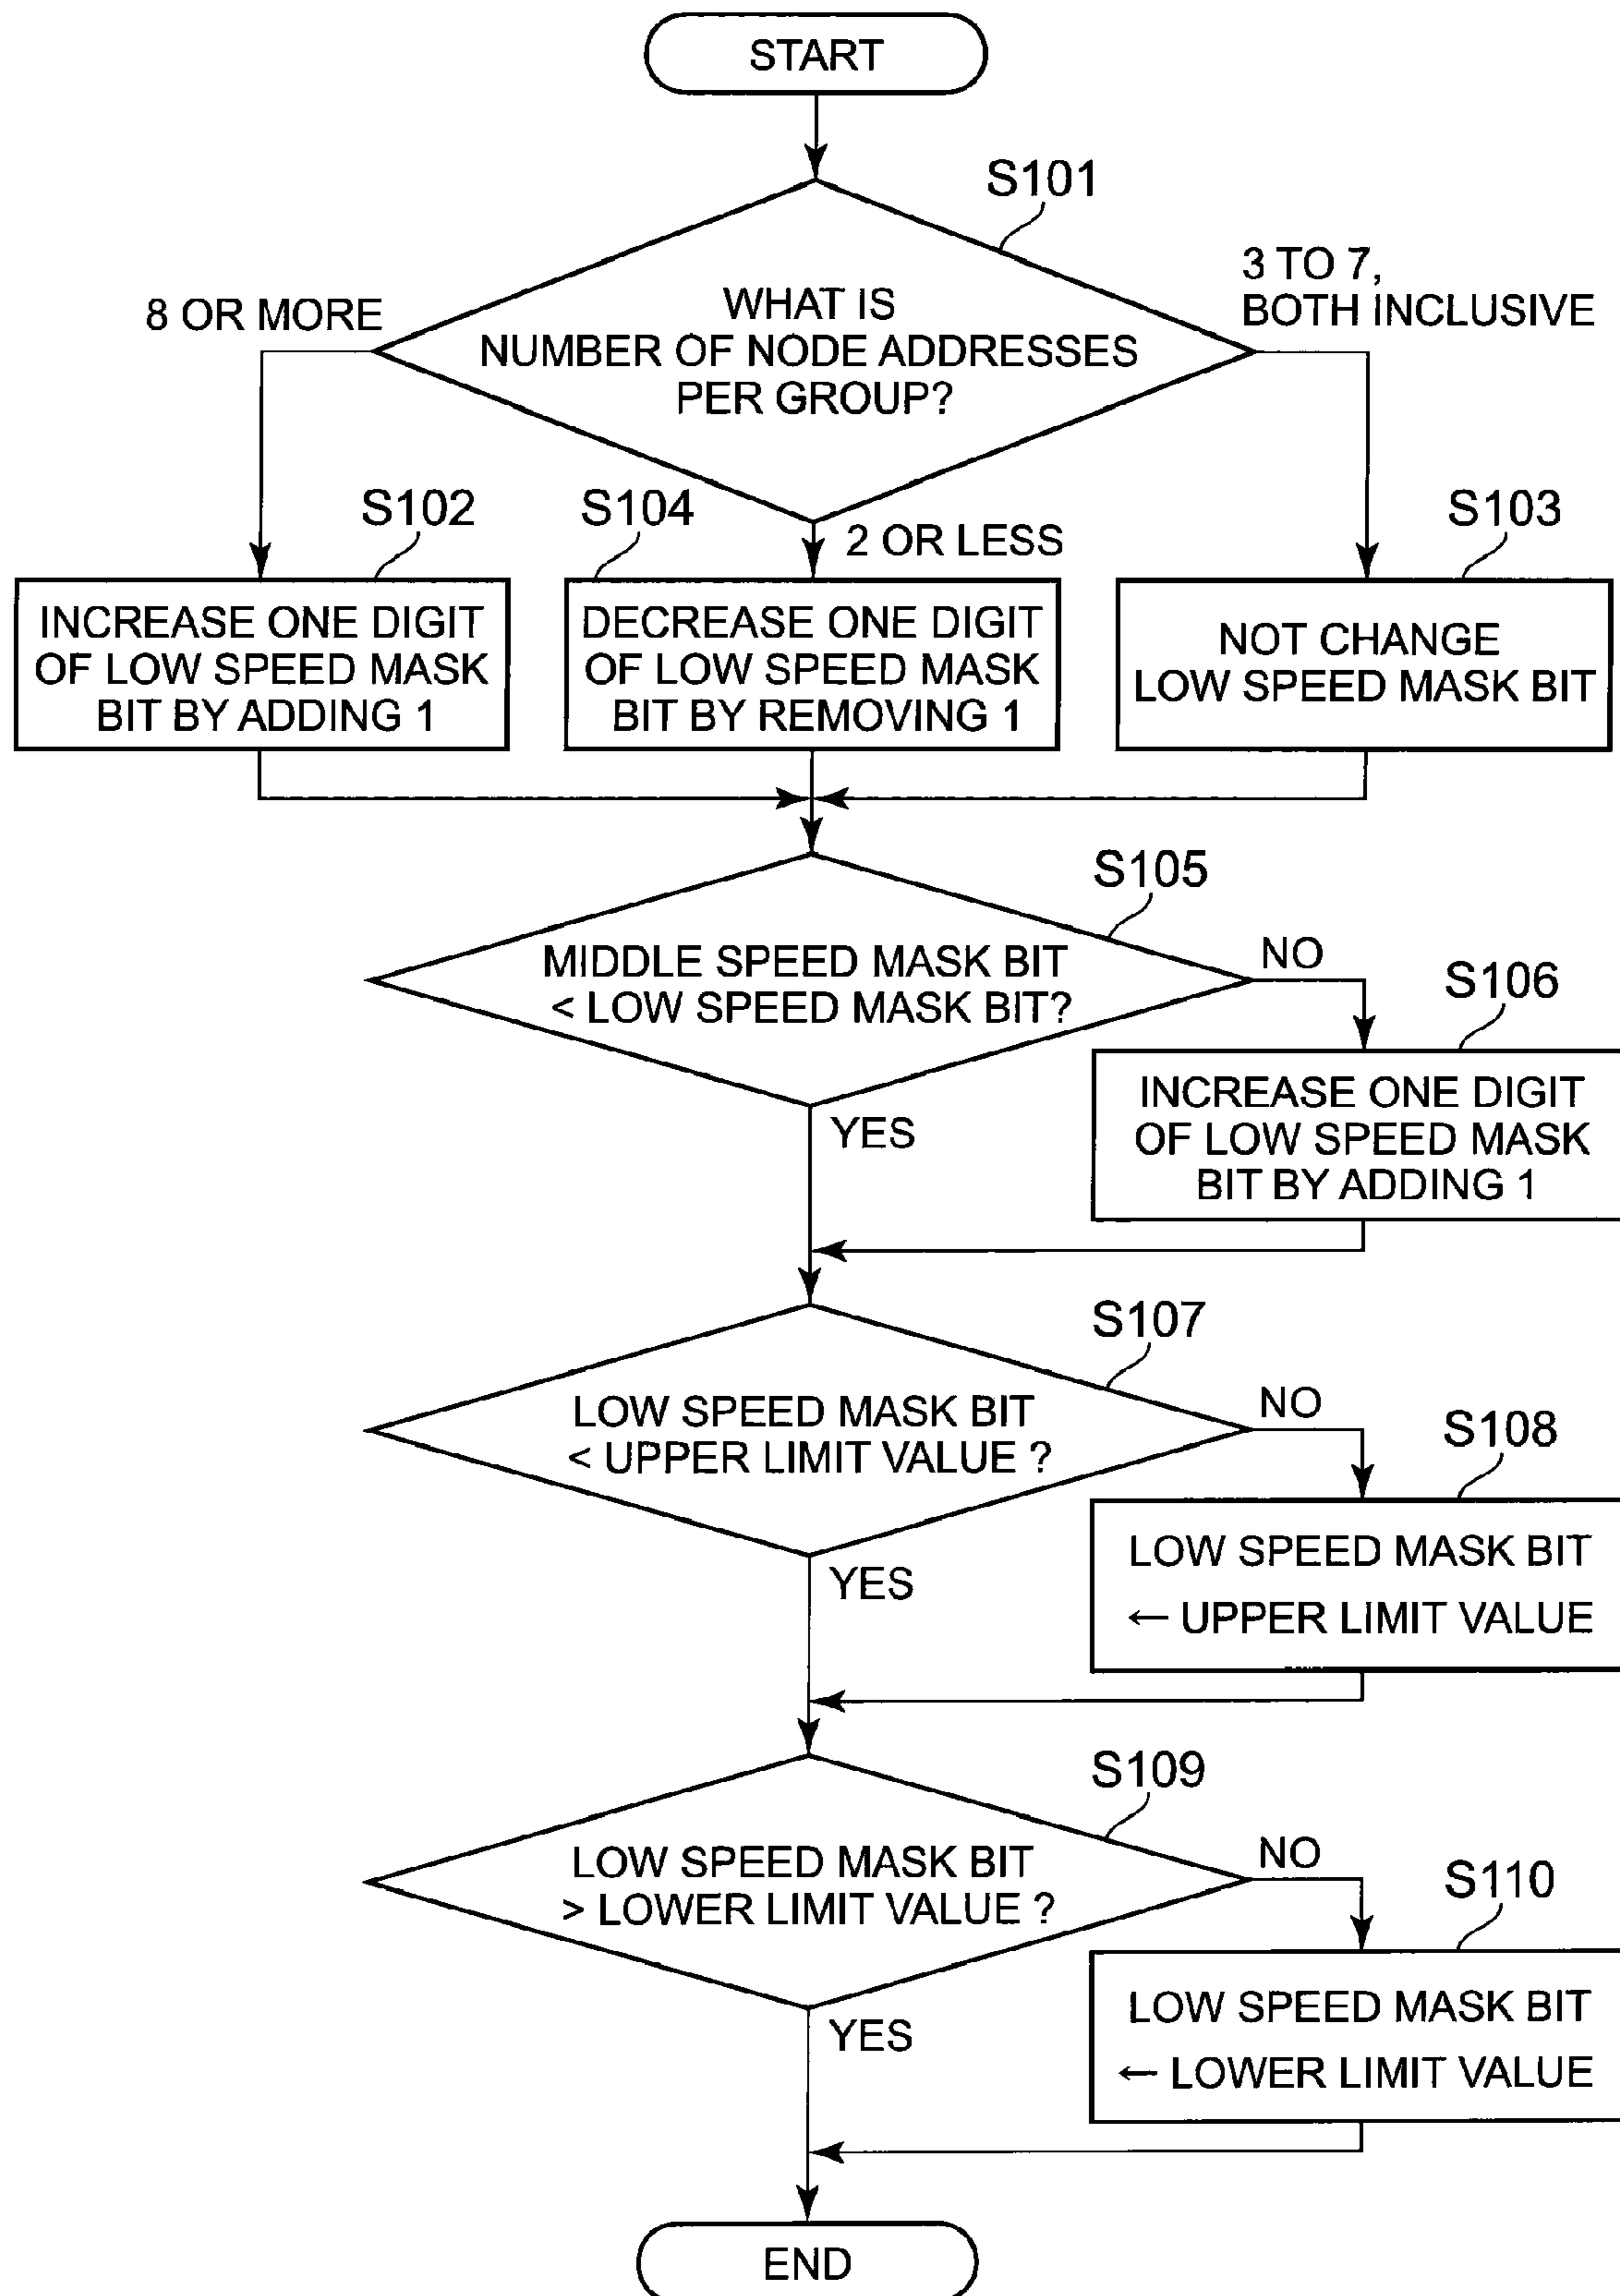 START
S101
8 OR MORE
WHAT IS
NUMBER OF NODE ADDRESSES
PER GROUP?
3 TO 7,
BOTH INCLUSIVE
S102
S104
2 OR LESS
S103
INCREASE ONE DIGIT
OF LOW SPEED MASK
BIT BY ADDING 1
DECREASE ONE DIGIT
OF LOW SPEED MASK
BIT BY REMOVING 1
NOT CHANGE
LOW SPEED MASK BIT
S105
MIDDLE SPEED MASK BIT
< LOW SPEED MASK BIT?
NO
S106
YES
INCREASE ONE DIGIT
OF LOW SPEED MASK
BIT BY ADDING 1
S107
LOW SPEED MASK BIT
< UPPER LIMIT VALUE ?
NO
S108
YES
LOW SPEED MASK BIT
← UPPER LIMIT VALUE
S109
LOW SPEED MASK BIT
> LOWER LIMIT VALUE ?
NO
S110
YES
LOW SPEED MASK BIT
← LOWER LIMIT VALUE
END